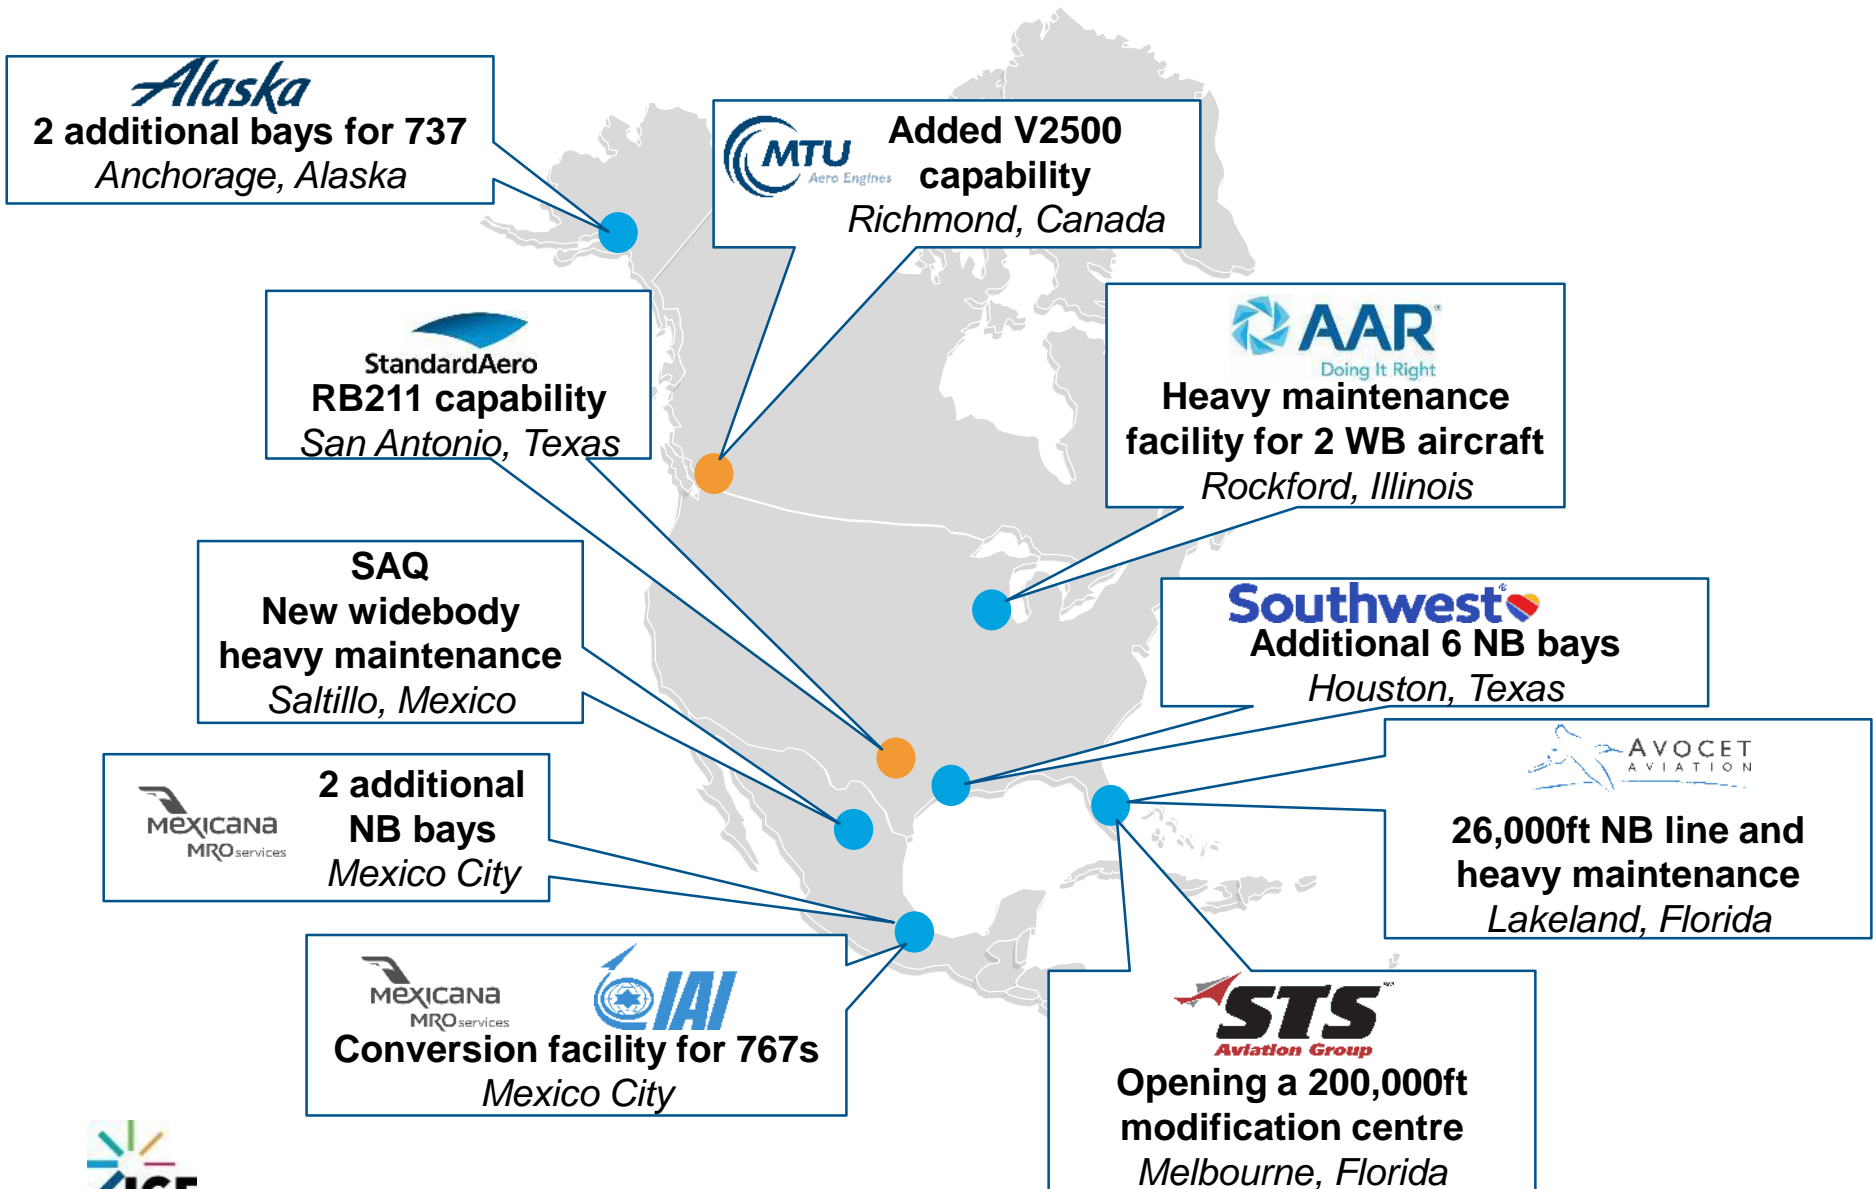 Alaska
2 additional bays for 737
Anchorage, Alaska
MTU
Aero Engines
Added V2500
capability
Richmond, Canada
StandardAero
RB211 capability
San Antonio, Texas
AAR
Doing It Right
Heavy maintenance
facility for 2 WB aircraft
Rockford, Illinois
SAQ
New widebody
heavy maintenance
Saltillo, Mexico
Southwest
Additional 6 NB bays
Houston, Texas
AVOCET
AVIATION
26,000ft NB line and
heavy maintenance
Lakeland, Florida
mexicana
MRO services
2 additional
NB bays
Mexico City
mexicana
MRO services
IAI
Conversion facility for 767s
Mexico City
STS
Aviation Group
Opening a 200,000ft
modification centre
Melbourne, Florida